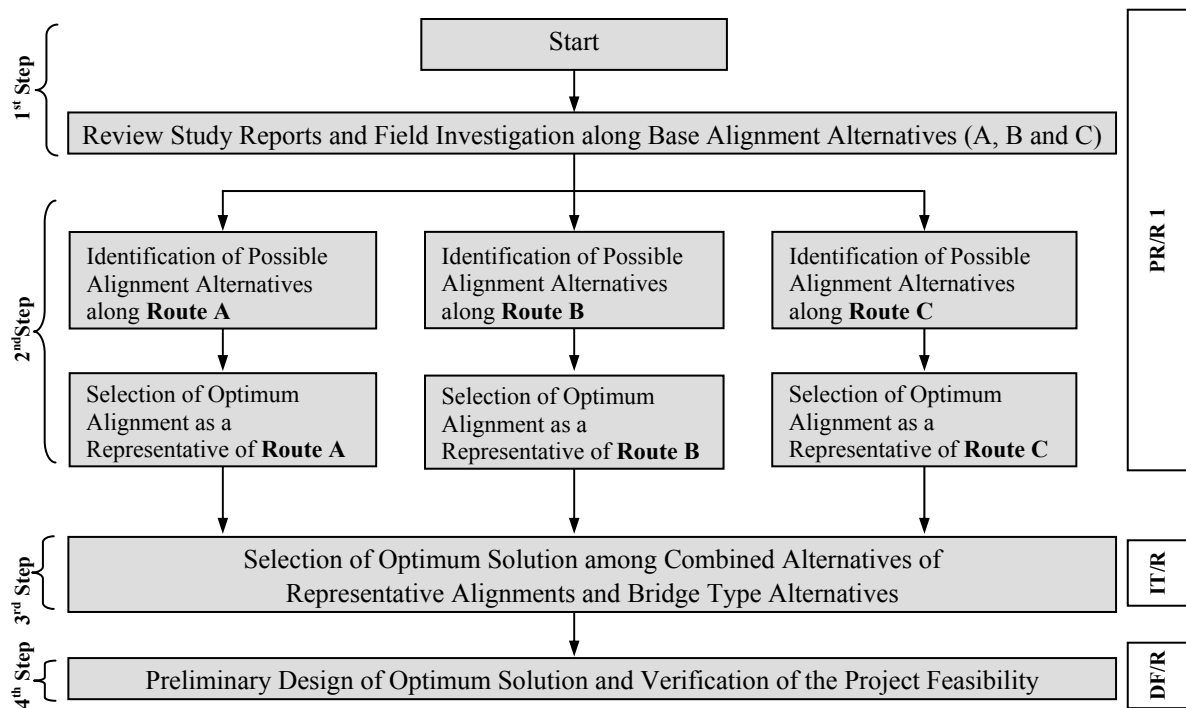 1st Step
Start
Review Study Reports and Field Investigation along Base Alignment Alternatives (A, B and C)
PR/R 1
2ndStep
Identification of Possible
Alignment Alternatives
along Route A
Identification of Possible
Alignment Alternatives
along Route B
Identification of Possible
Alignment Alternatives
along Route C
Selection of Optimum
Alignment as a
Representative of Route A
Selection of Optimum
Alignment as a
Representative of Route B
Selection of Optimum
Alignment as a
Representative of Route C
3rd Step
Selection of Optimum Solution among Combined Alternatives of
Representative Alignments and Bridge Type Alternatives
IT/R
4th Step
Preliminary Design of Optimum Solution and Verification of the Project Feasibility
DF/R